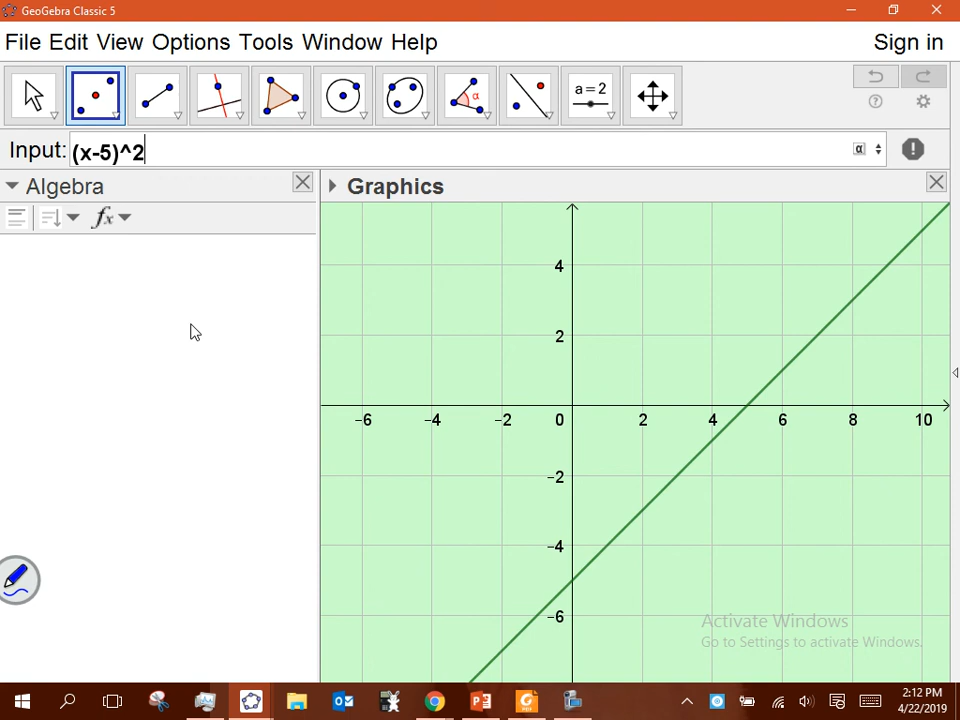 GeoGebra Classic 5
File Edit View Options Tools Window Help
Sign in
α
a = 2
Input: (x-5)^2
α
Algebra
Graphics
fx
4
2
-6 -4 -2 0 2 4 6 8 10
-2
-4
-6
Activate Windows
Go to Settings to activate Windows.
2:12 PM
4/22/2019